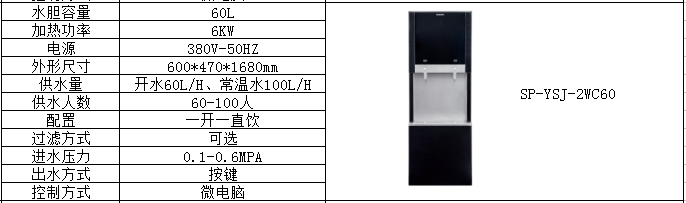 水胆容量 60L
加热功率 6KW
电源 380V-50HZ
外形尺寸 600*470*1680mm
供水量 开水60L/H、常温水100L/H
供水人数 60-100人
配置 一开一直饮
过滤方式 可选
进水压力 0.1-0.6MPA
出水方式 按键
控制方式 微电脑
SP-YSJ-2WC60